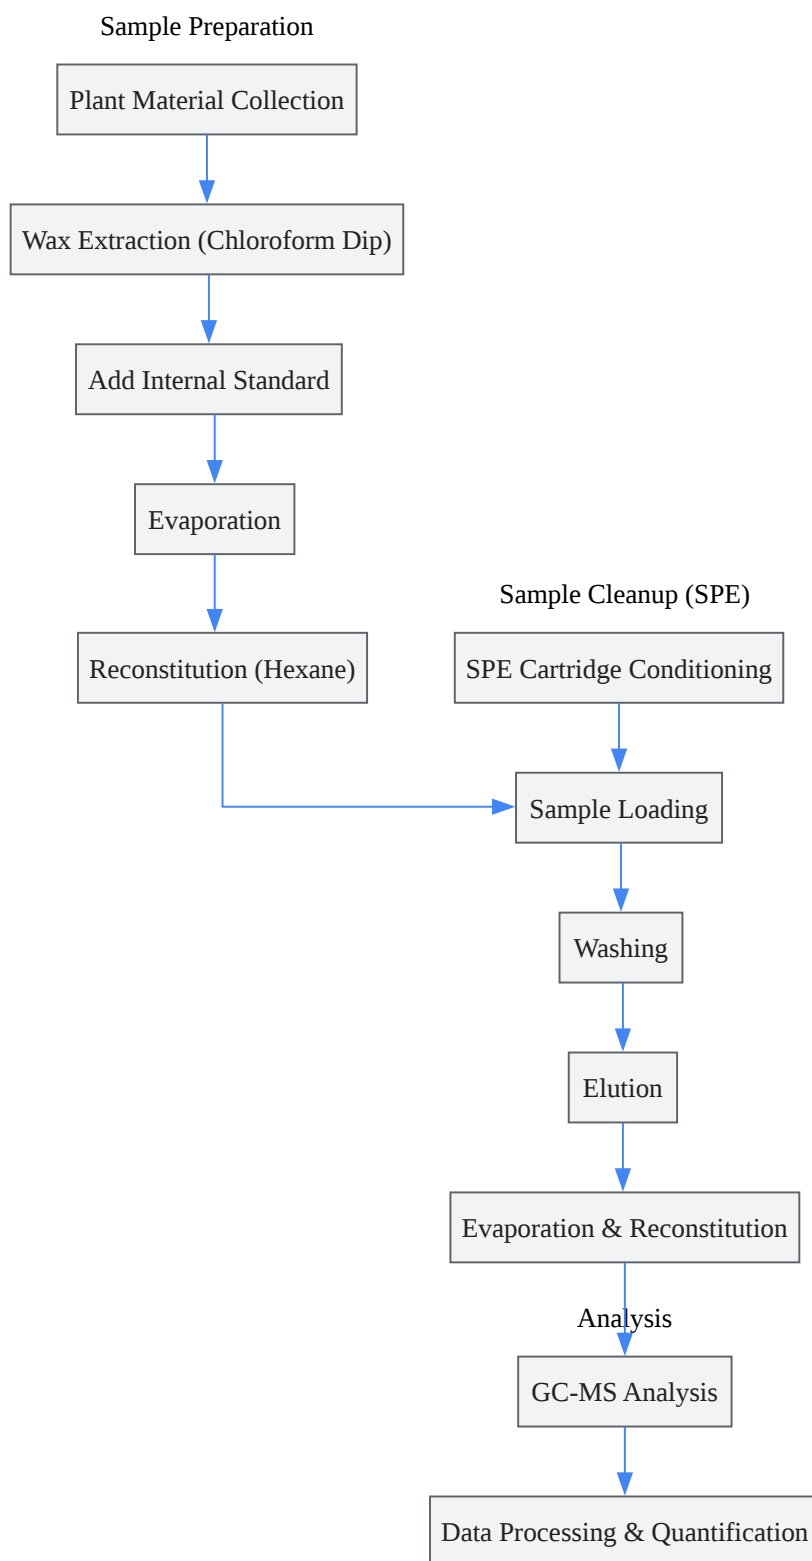 Sample Preparation
Plant Material Collection
Wax Extraction (Chloroform Dip)
Add Internal Standard
Evaporation
Reconstitution (Hexane)
Sample Cleanup (SPE)
SPE Cartridge Conditioning
Sample Loading
Washing
Elution
Evaporation & Reconstitution
Analysis
GC-MS Analysis
Data Processing & Quantification